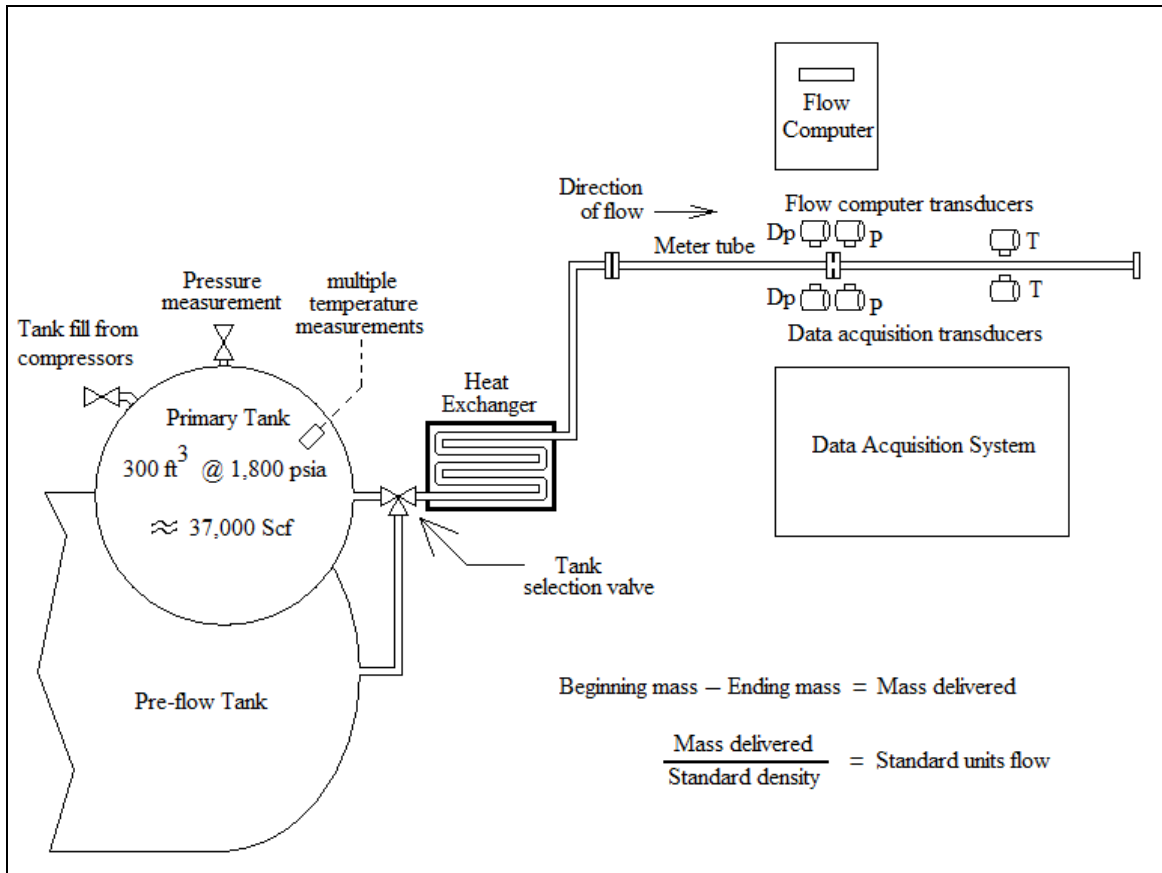 Flow
Computer
Direction
of flow
Flow computer transducers
Dp
P
T
Meter tube
Dp
P
T
Data acquisition transducers
Pressure
measurement
multiple
temperature
measurements
Tank fill from
compressors
Heat
Exchanger
Primary Tank
300 ft³ @ 1,800 psia
≈ 37,000 Scf
Data Acquisition System
Tank
selection valve
Pre-flow Tank
Beginning mass – Ending mass = Mass delivered
Mass delivered
Standard density
= Standard units flow